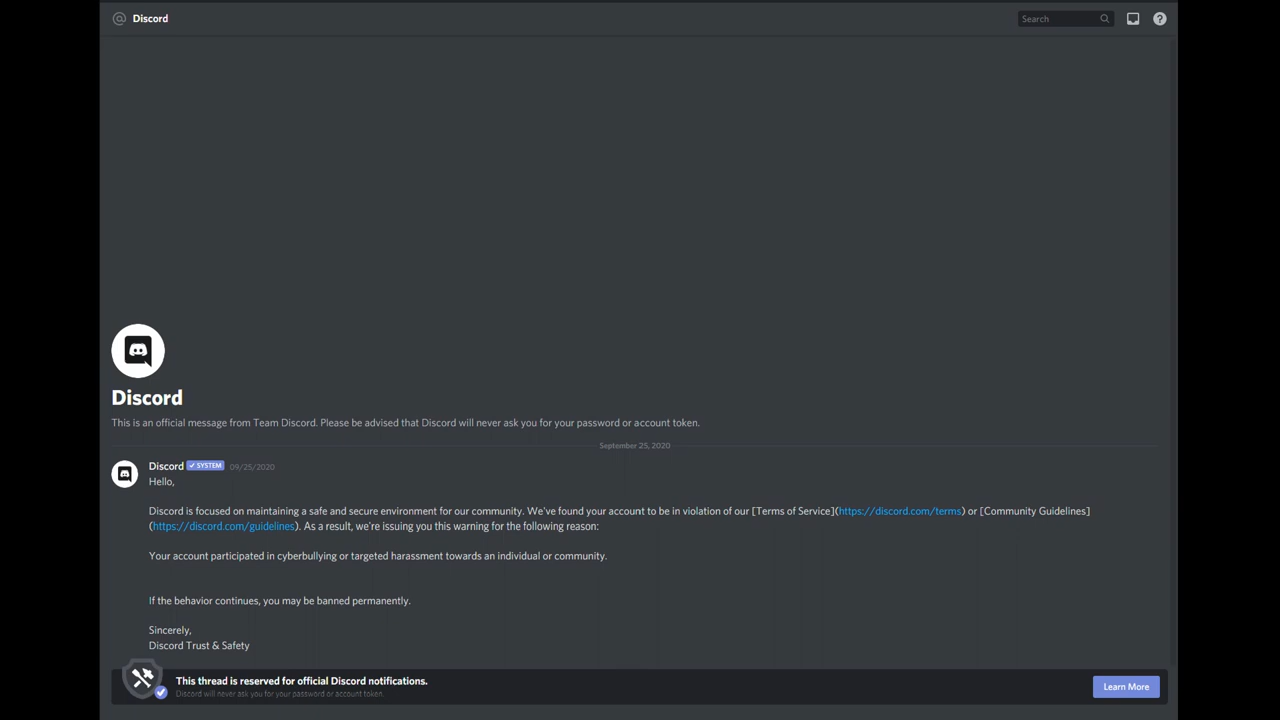 Discord
Search
Discord
This is an official message from Team Discord. Please be advised that Discord will never ask you for your password or account token.
September 25, 2020
Discord SYSTEM 09/25/2020
Hello,
Discord is focused on maintaining a safe and secure environment for our community. We've found your account to be in violation of our [Terms of Service](https://discord.com/terms) or [Community Guidelines]
(https://discord.com/guidelines). As a result, we're issuing you this warning for the following reason:
Your account participated in cyberbullying or targeted harassment towards an individual or community.
If the behavior continues, you may be banned permanently.
Sincerely,
Discord Trust & Safety
This thread is reserved for official Discord notifications.
Discord will never ask you for your password or account token.
Learn More